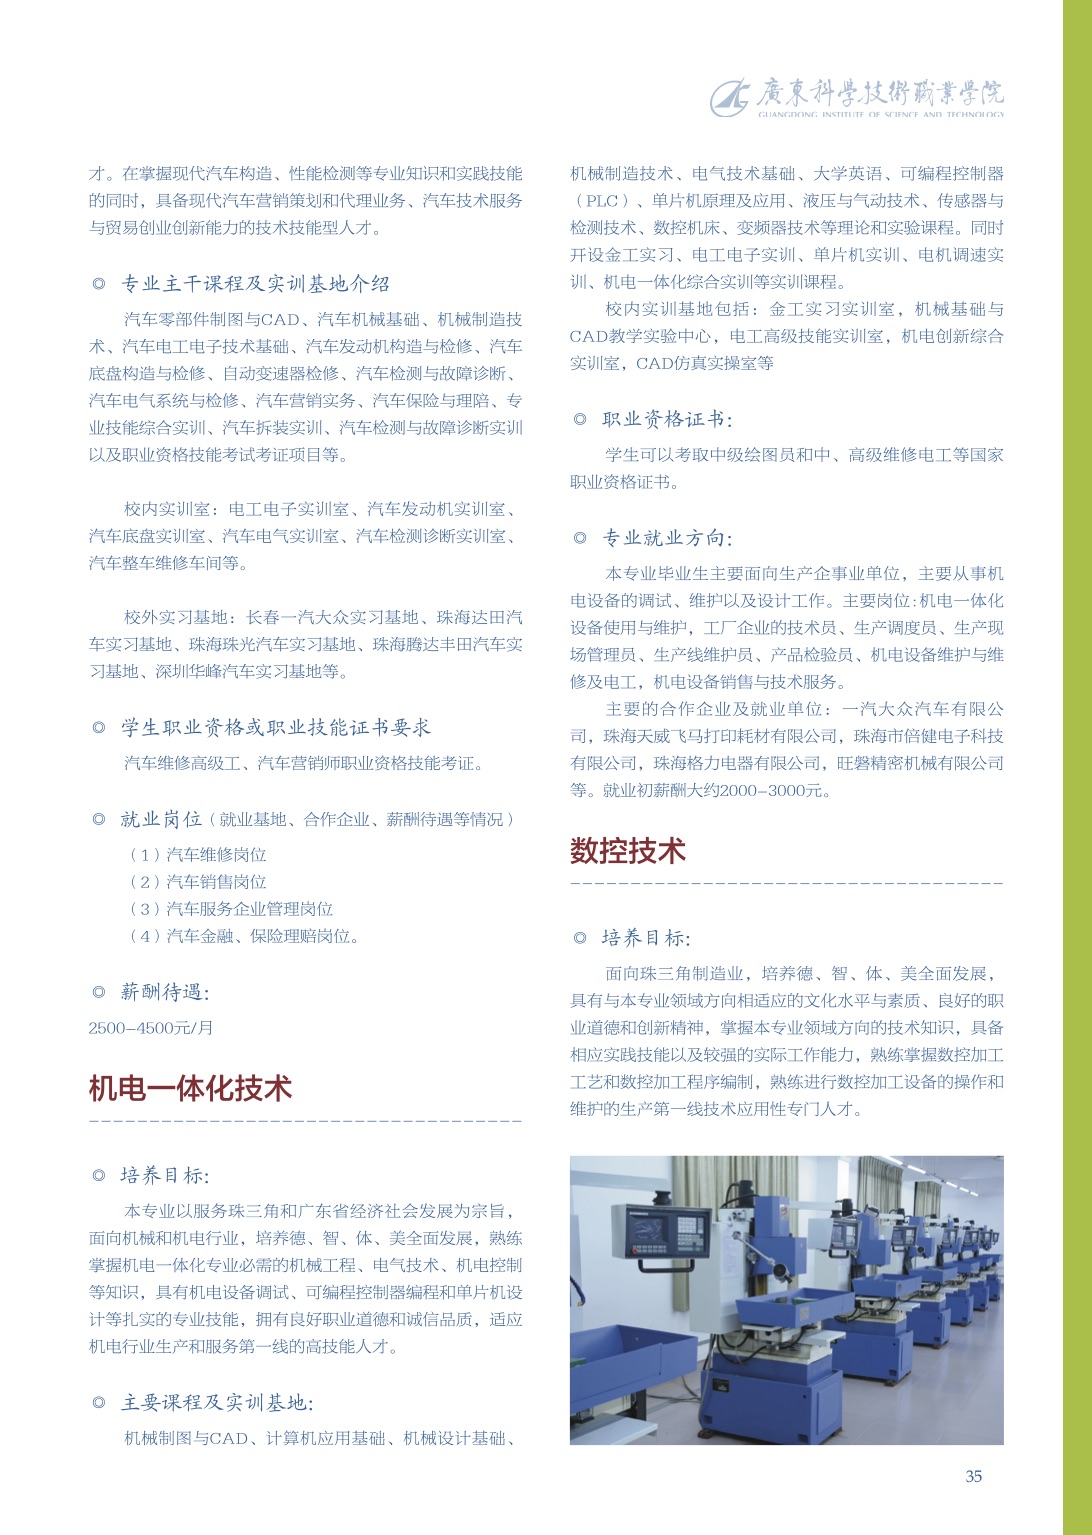 廣東科学技術職業學院
GUANGDONG INSTITUTE OF SCIENCE AND TECHNOLOGY
才。在掌握现代汽车构造、性能检测等专业知识和实践技能
的同时，具备现代汽车营销策划和代理业务、汽车技术服务
与贸易创业创新能力的技术技能型人才。
◎ 专业主干课程及实训基地介绍
汽车零部件制图与CAD、汽车机械基础、机械制造技
术、汽车电工电子技术基础、汽车发动机构造与检修、汽车
底盘构造与检修、自动变速器检修、汽车检测与故障诊断、
汽车电气系统与检修、汽车营销实务、汽车保险与理陪、专
业技能综合实训、汽车拆装实训、汽车检测与故障诊断实训
以及职业资格技能考试考证项目等。
校内实训室：电工电子实训室、汽车发动机实训室、
汽车底盘实训室、汽车电气实训室、汽车检测诊断实训室、
汽车整车维修车间等。
校外实习基地：长春一汽大众实习基地、珠海达田汽
车实习基地、珠海珠光汽车实习基地、珠海腾达丰田汽车实
习基地、深圳华峰汽车实习基地等。
◎ 学生职业资格或职业技能证书要求
汽车维修高级工、汽车营销师职业资格技能考证。
◎ 就业岗位（就业基地、合作企业、薪酬待遇等情况）
（1）汽车维修岗位
（2）汽车销售岗位
（3）汽车服务企业管理岗位
（4）汽车金融、保险理赔岗位。
◎ 薪酬待遇：
2500-4500元/月
机电一体化技术
◎ 培养目标：
本专业以服务珠三角和广东省经济社会发展为宗旨，
面向机械和机电行业，培养德、智、体、美全面发展，熟练
掌握机电一体化专业必需的机械工程、电气技术、机电控制
等知识，具有机电设备调试、可编程控制器编程和单片机设
计等扎实的专业技能，拥有良好职业道德和诚信品质，适应
机电行业生产和服务第一线的高技能人才。
◎ 主要课程及实训基地：
机械制图与CAD、计算机应用基础、机械设计基础、
机械制造技术、电气技术基础、大学英语、可编程控制器
（PLC）、单片机原理及应用、液压与气动技术、传感器与
检测技术、数控机床、变频器技术等理论和实验课程。同时
开设金工实习、电工电子实训、单片机实训、电机调速实
训、机电一体化综合实训等实训课程。
校内实训基地包括：金工实习实训室，机械基础与
CAD教学实验中心，电工高级技能实训室，机电创新综合
实训室，CAD仿真实操室等
◎ 职业资格证书：
学生可以考取中级绘图员和中、高级维修电工等国家
职业资格证书。
◎ 专业就业方向：
本专业毕业生主要面向生产企事业单位，主要从事机
电设备的调试、维护以及设计工作。主要岗位:机电一体化
设备使用与维护，工厂企业的技术员、生产调度员、生产现
场管理员、生产线维护员、产品检验员、机电设备维护与维
修及电工，机电设备销售与技术服务。
主要的合作企业及就业单位：一汽大众汽车有限公
司，珠海天威飞马打印耗材有限公司，珠海市倍健电子科技
有限公司，珠海格力电器有限公司，旺磐精密机械有限公司
等。就业初薪酬大约2000-3000元。
数控技术
◎ 培养目标：
面向珠三角制造业，培养德、智、体、美全面发展，
具有与本专业领域方向相适应的文化水平与素质、良好的职
业道德和创新精神，掌握本专业领域方向的技术知识，具备
相应实践技能以及较强的实际工作能力，熟练掌握数控加工
工艺和数控加工程序编制，熟练进行数控加工设备的操作和
维护的生产第一线技术应用性专门人才。
35